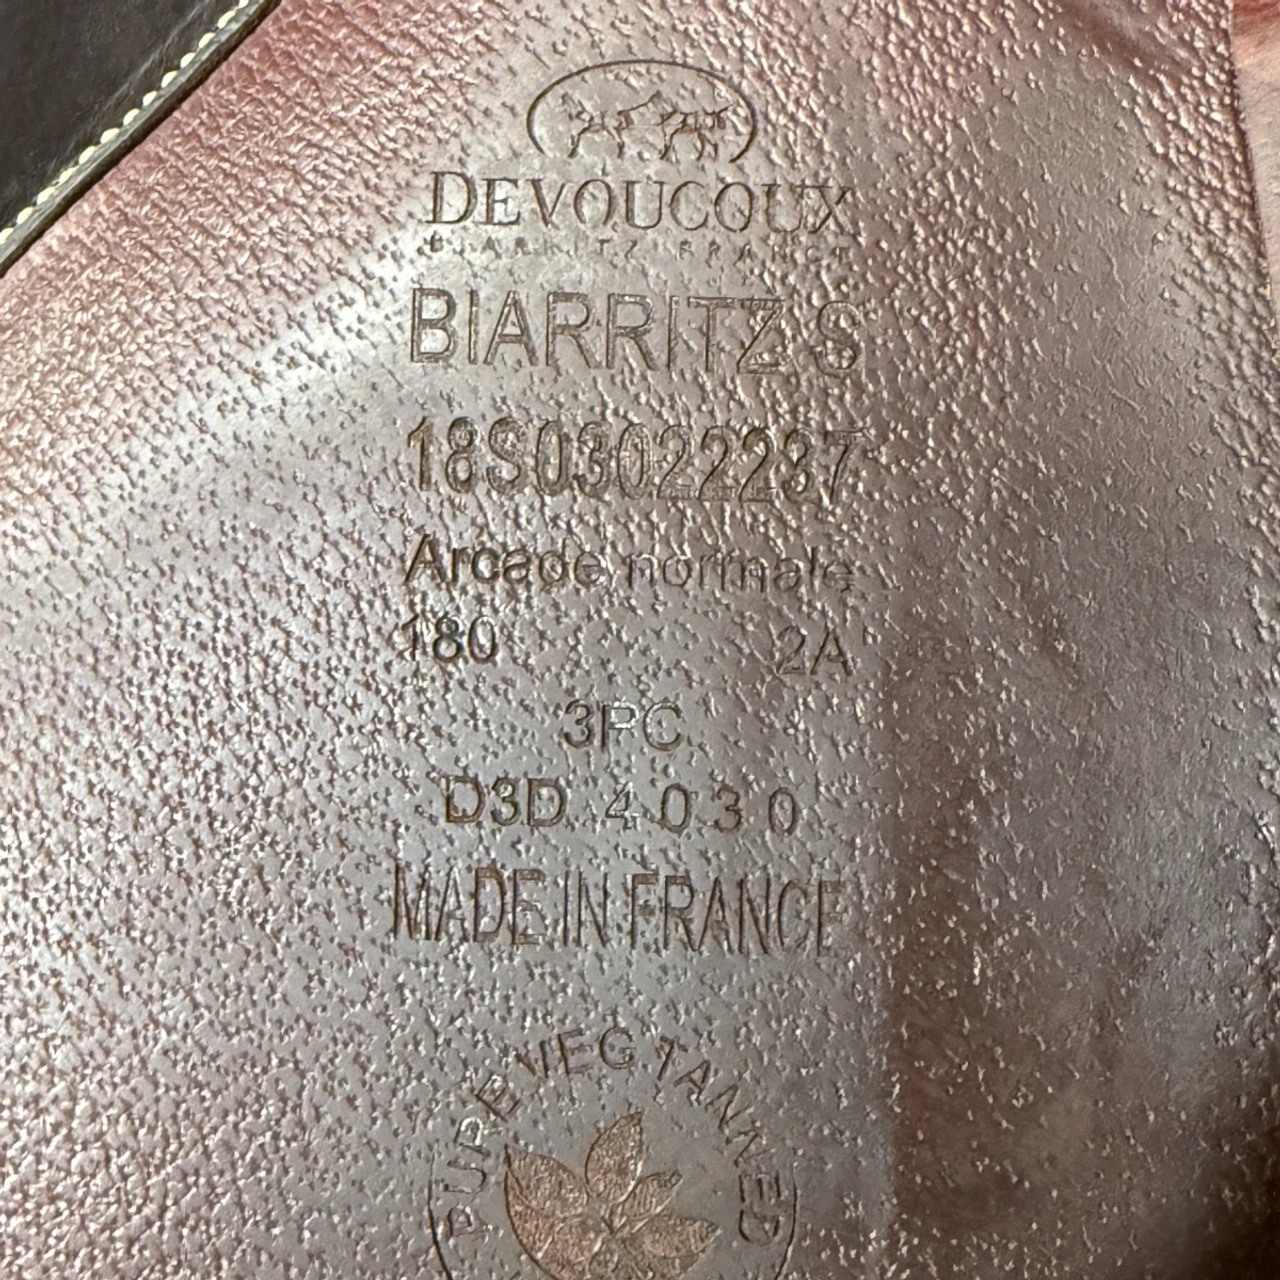 DEVOUCOUX
BIARRITZ FRANCE
BIARRITZ S
18S03022237
Arcade normale
180 2A
3PC
D3D 4030
MADE IN FRANCE
PURE VEG TANNED